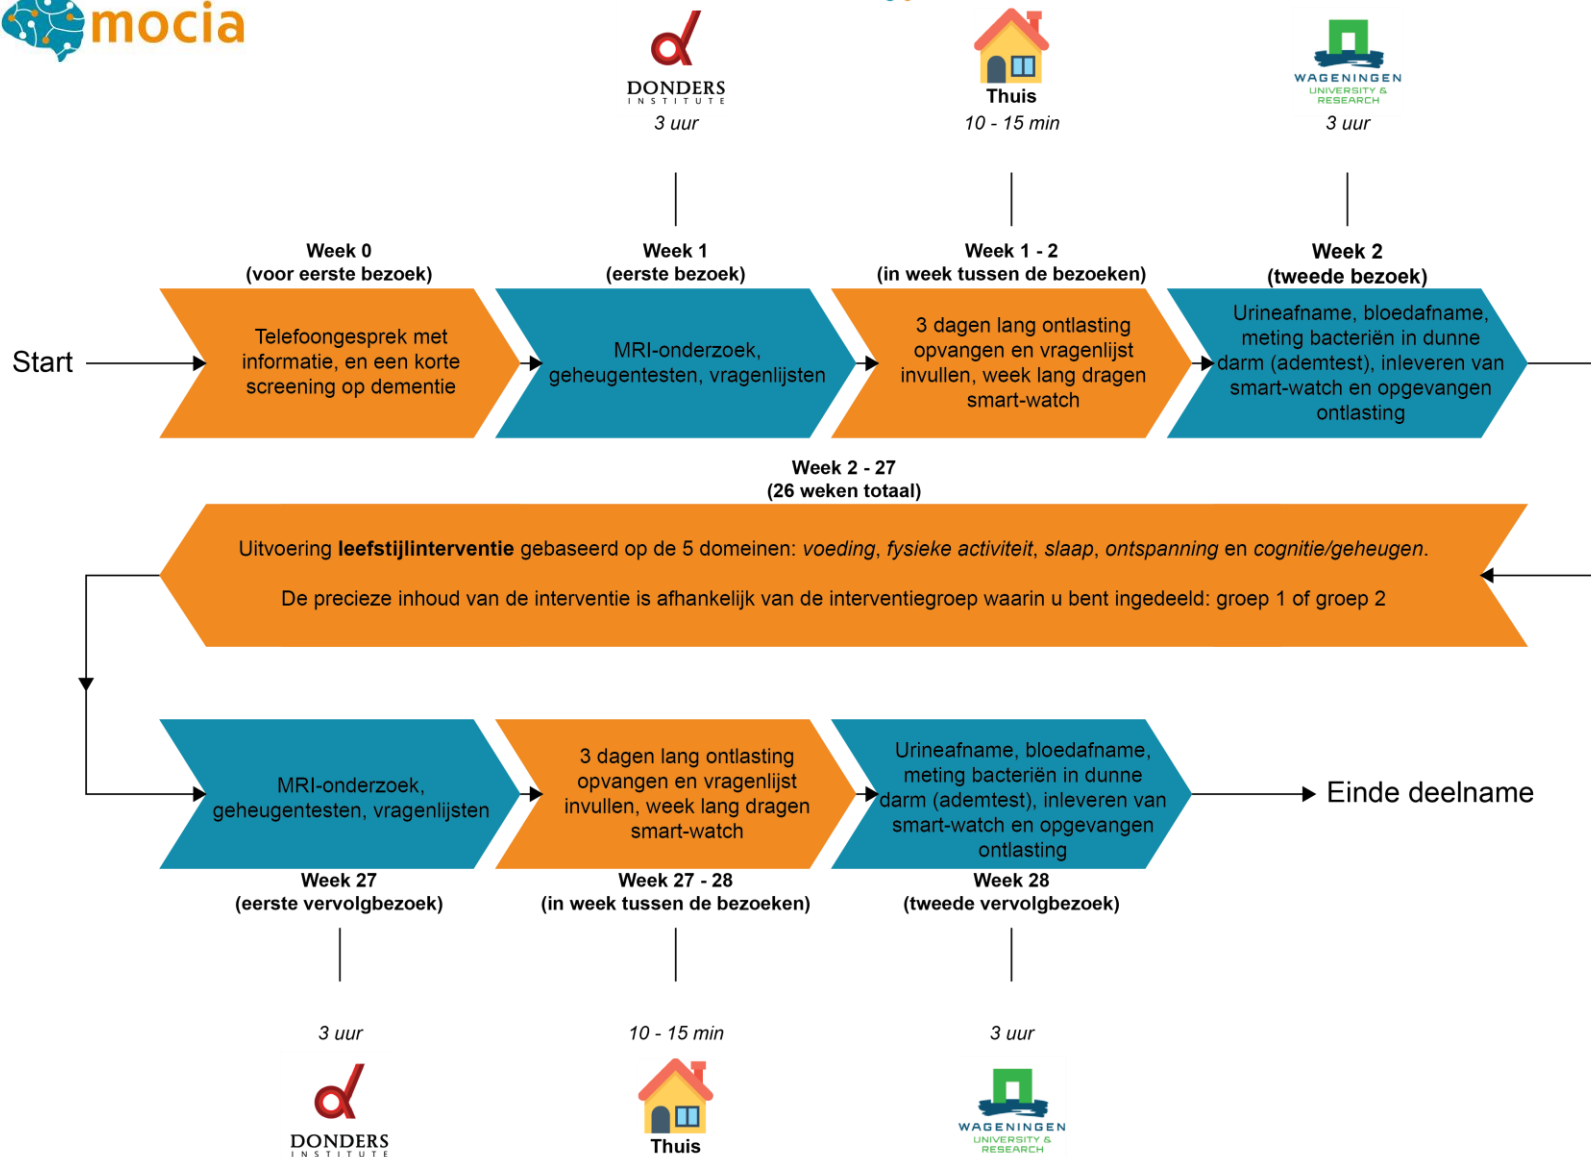 mocia
DONDERS
INSTITUTE
3 uur
Thuis
10 - 15 min
WAGENINGEN
UNIVERSITY &
RESEARCH
3 uur
Week 0
(voor eerste bezoek)
Week 1
(eerste bezoek)
Week 1 - 2
(in week tussen de bezoeken)
Week 2
(tweede bezoek)
Start
Telefoongesprek met
informatie, en een korte
screening op dementie
MRI-onderzoek,
geheugentesten, vragenlijsten
3 dagen lang ontlasting
opvangen en vragenlijst
invullen, week lang dragen
smart-watch
Urineafname, bloedafname,
meting bacteriën in dunne
darm (ademtest), inleveren van
smart-watch en opgevangen
ontlasting
Week 2 - 27
(26 weken totaal)
Uitvoering leefstijlinterventie gebaseerd op de 5 domeinen: voeding, fysieke activiteit, slaap, ontspanning en cognitie/geheugen.
De precieze inhoud van de interventie is afhankelijk van de interventiegroep waarin u bent ingedeeld: groep 1 of groep 2
MRI-onderzoek,
geheugentesten, vragenlijsten
3 dagen lang ontlasting
opvangen en vragenlijst
invullen, week lang dragen
smart-watch
Urineafname, bloedafname,
meting bacteriën in dunne
darm (ademtest), inleveren van
smart-watch en opgevangen
ontlasting
Einde deelname
Week 27
(eerste vervolgbezoek)
Week 27 - 28
(in week tussen de bezoeken)
Week 28
(tweede vervolgbezoek)
3 uur
DONDERS
INSTITUTE
10 - 15 min
Thuis
3 uur
WAGENINGEN
UNIVERSITY &
RESEARCH